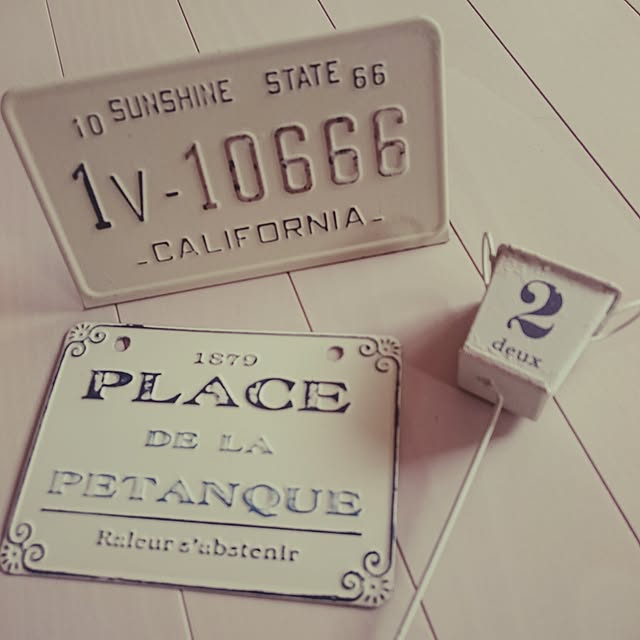 10 SUNSHINE STATE 66
1V-10666
-CALIFORNIA-
2
deux
1879
PLACE
DE LA
PETANQUE
Raleur s'abstenir